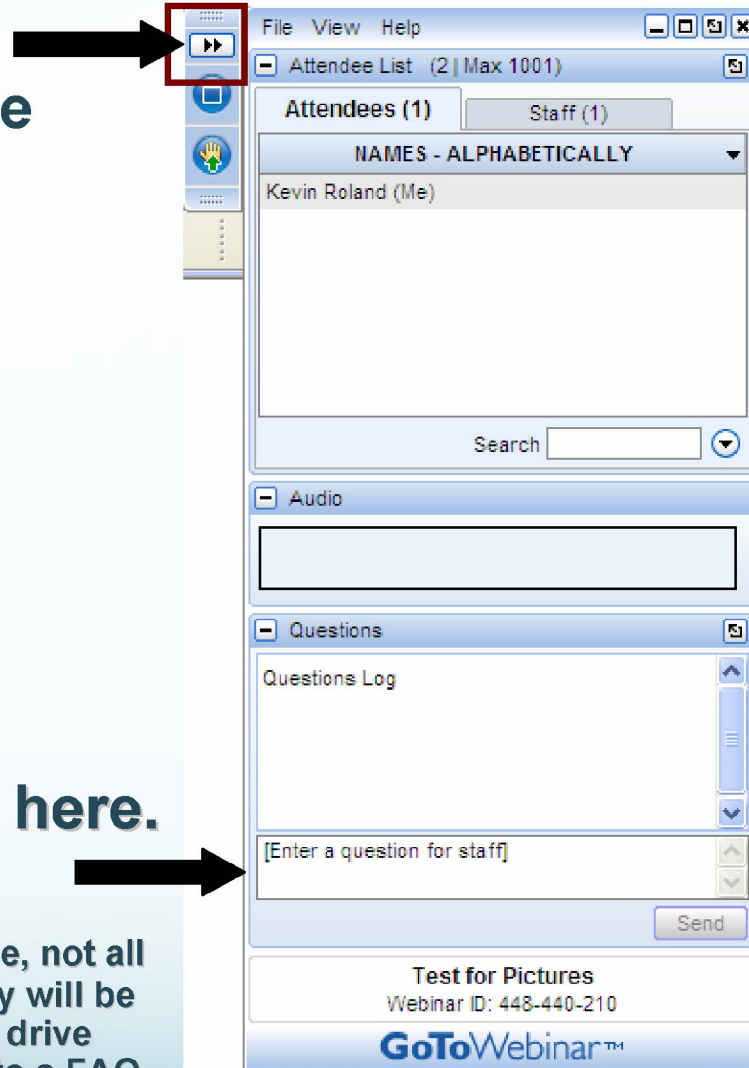 e
File View Help
Attendee List (2 | Max 1001)
Attendees (1) Staff (1)
NAMES - ALPHABETICALLY
Kevin Roland (Me)
Search
Audio
Questions
Questions Log
here.
[Enter a question for staff]
Send
e, not all
y will be
drive
Test for Pictures
Webinar ID: 448-440-210
GoToWebinar™
a FAQ